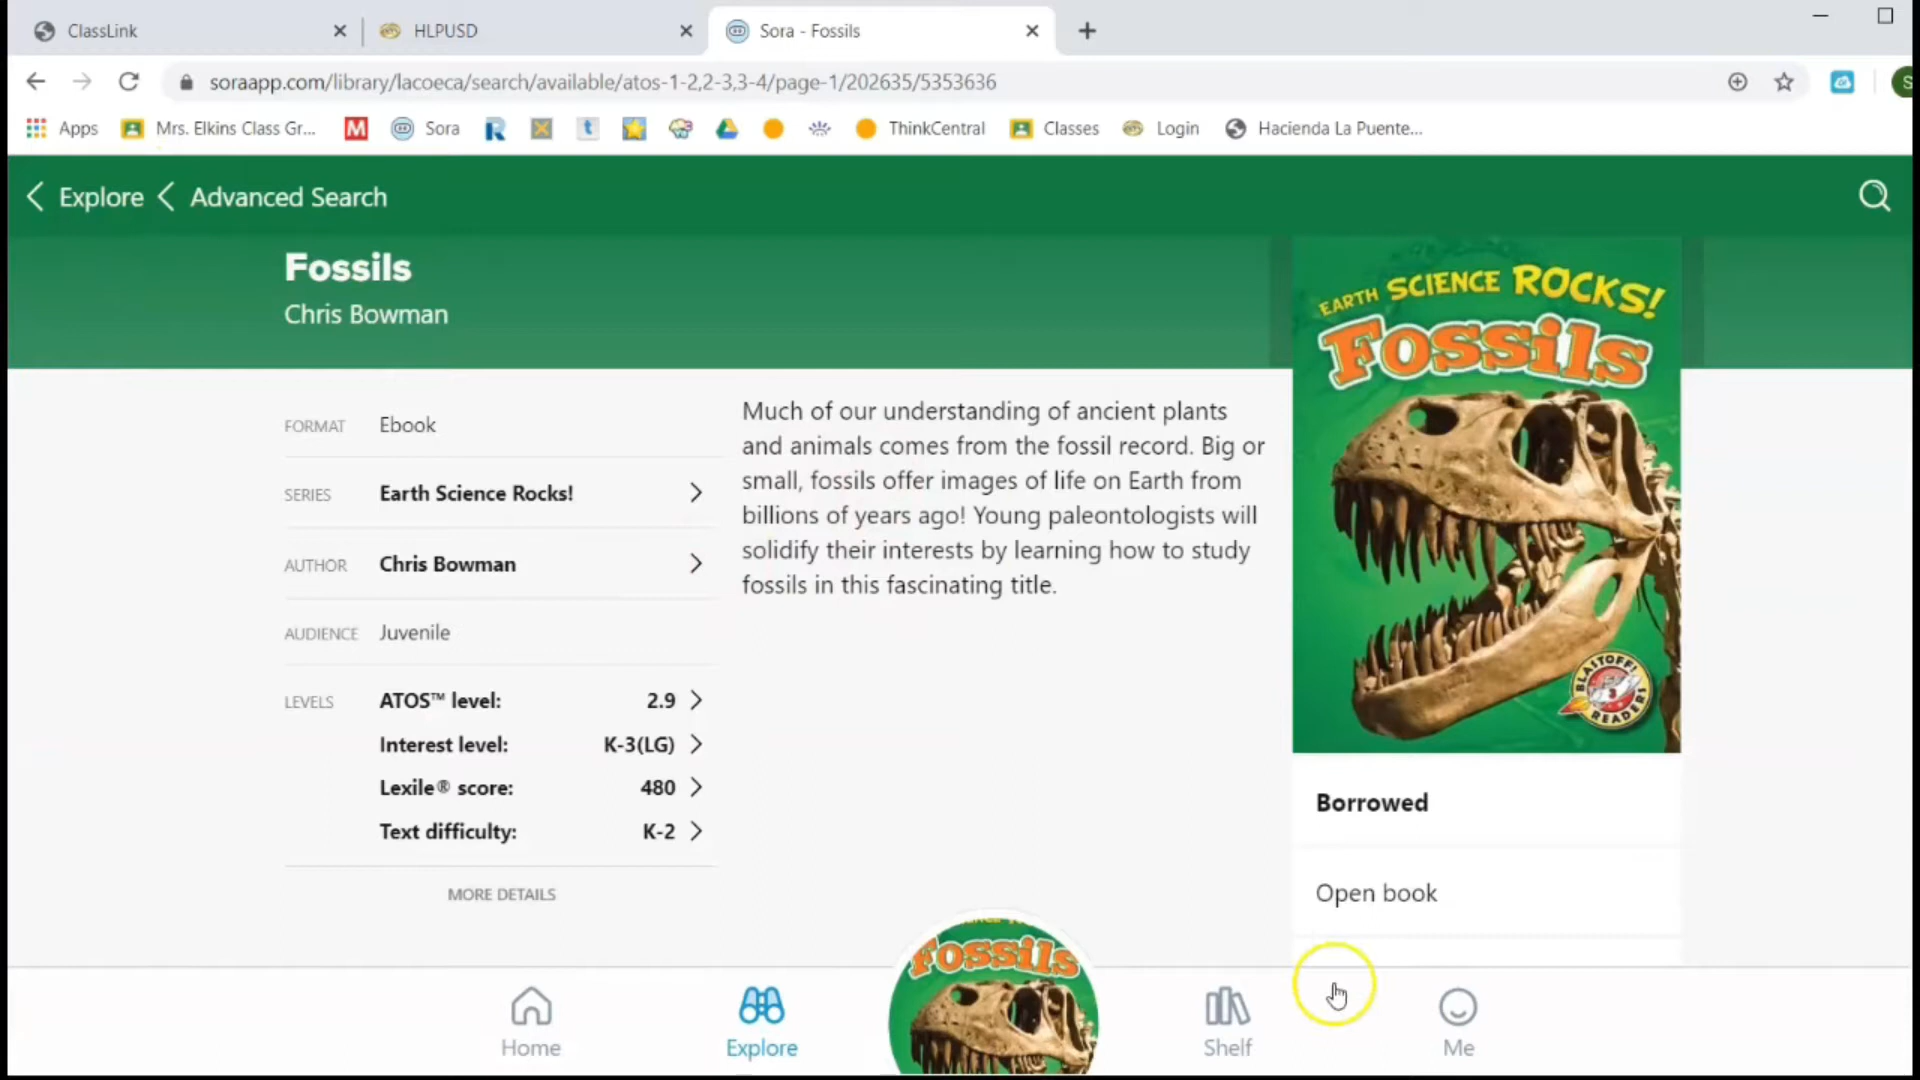 ClassLink
HLPUSD
Sora - Fossils
soraapp.com/library/lacoeca/search/available/atos-1-2,2-3,3-4/page-1/202635/5353636
S
Apps
Mrs. Elkins Class Gr...
M
Sora
R
t
ThinkCentral
Classes
Login
Hacienda La Puente...
Explore
Advanced Search
Fossils
Chris Bowman
FORMAT Ebook
SERIES Earth Science Rocks!
AUTHOR Chris Bowman
AUDIENCE Juvenile
LEVELS ATOS™ level: 2.9
Interest level: K-3(LG)
Lexile® score: 480
Text difficulty: K-2
MORE DETAILS
Much of our understanding of ancient plants
and animals comes from the fossil record. Big or
small, fossils offer images of life on Earth from
billions of years ago! Young paleontologists will
solidify their interests by learning how to study
fossils in this fascinating title.
EARTH SCIENCE ROCKS!
Fossils
BLASTOFF!
3
READERS
Borrowed
Open book
Fossils
Home
Explore
Shelf
Me